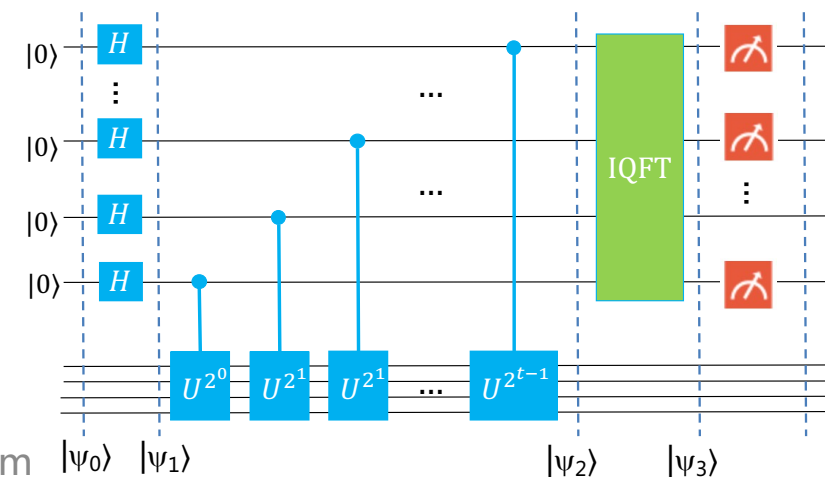 |0⟩ H
⋮ ...
|0⟩ H
... IQFT
⋮
|0⟩ H
|0⟩ H
U^{2^0} U^{2^1} U^{2^1} ... U^{2^{t-1}}
m |ψ₀⟩ |ψ₁⟩ |ψ₂⟩ |ψ₃⟩